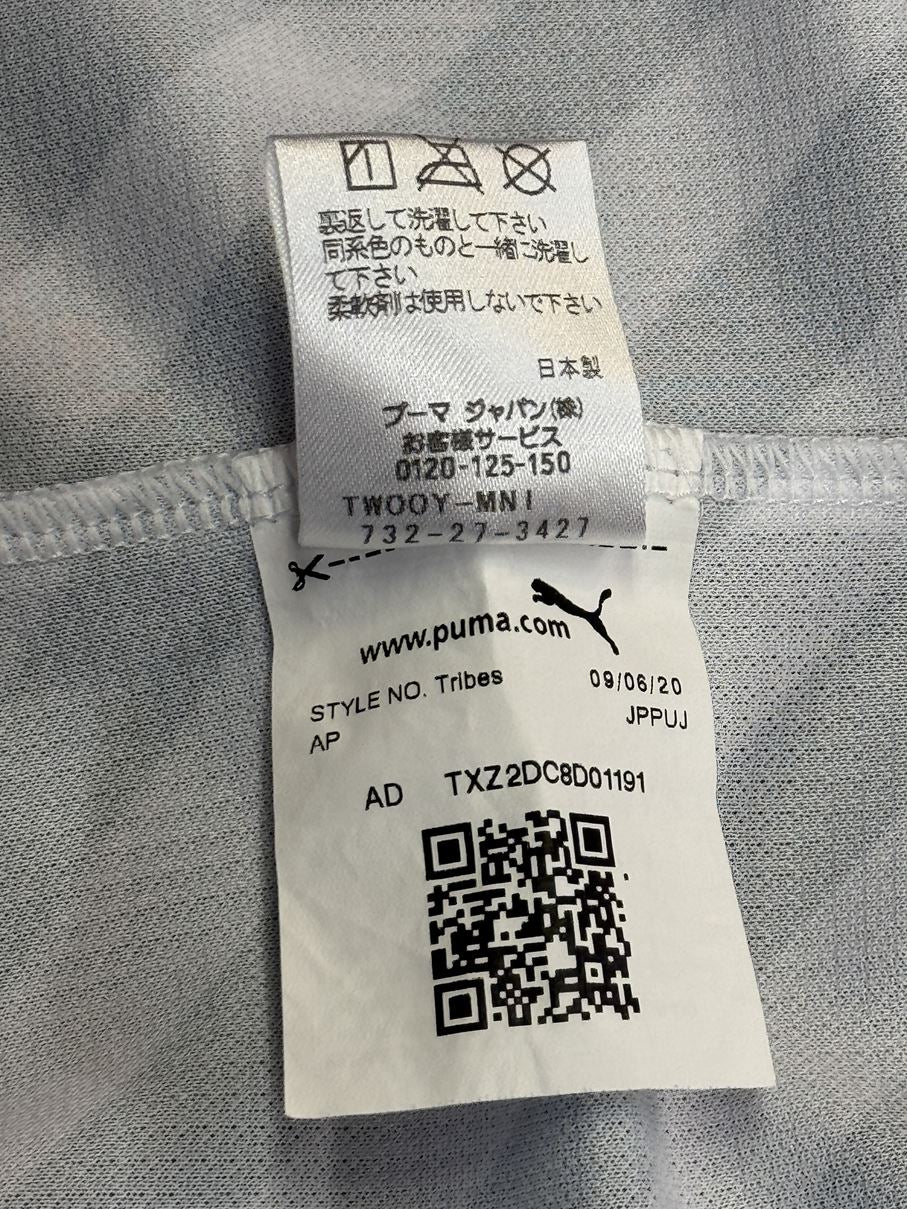 裏返して洗濯して下さい
同系色のものと一緒に洗濯し
て下さい
柔軟剤は使用しないで下さい
日本製
プーマ ジャパン(株)
お客様サービス
0120-125-150
TWOOY-MNI
732-27-3427
www.puma.com
STYLE NO. Tribes 09/06/20
AP JPPUJ
AD TXZ2DC8D01191